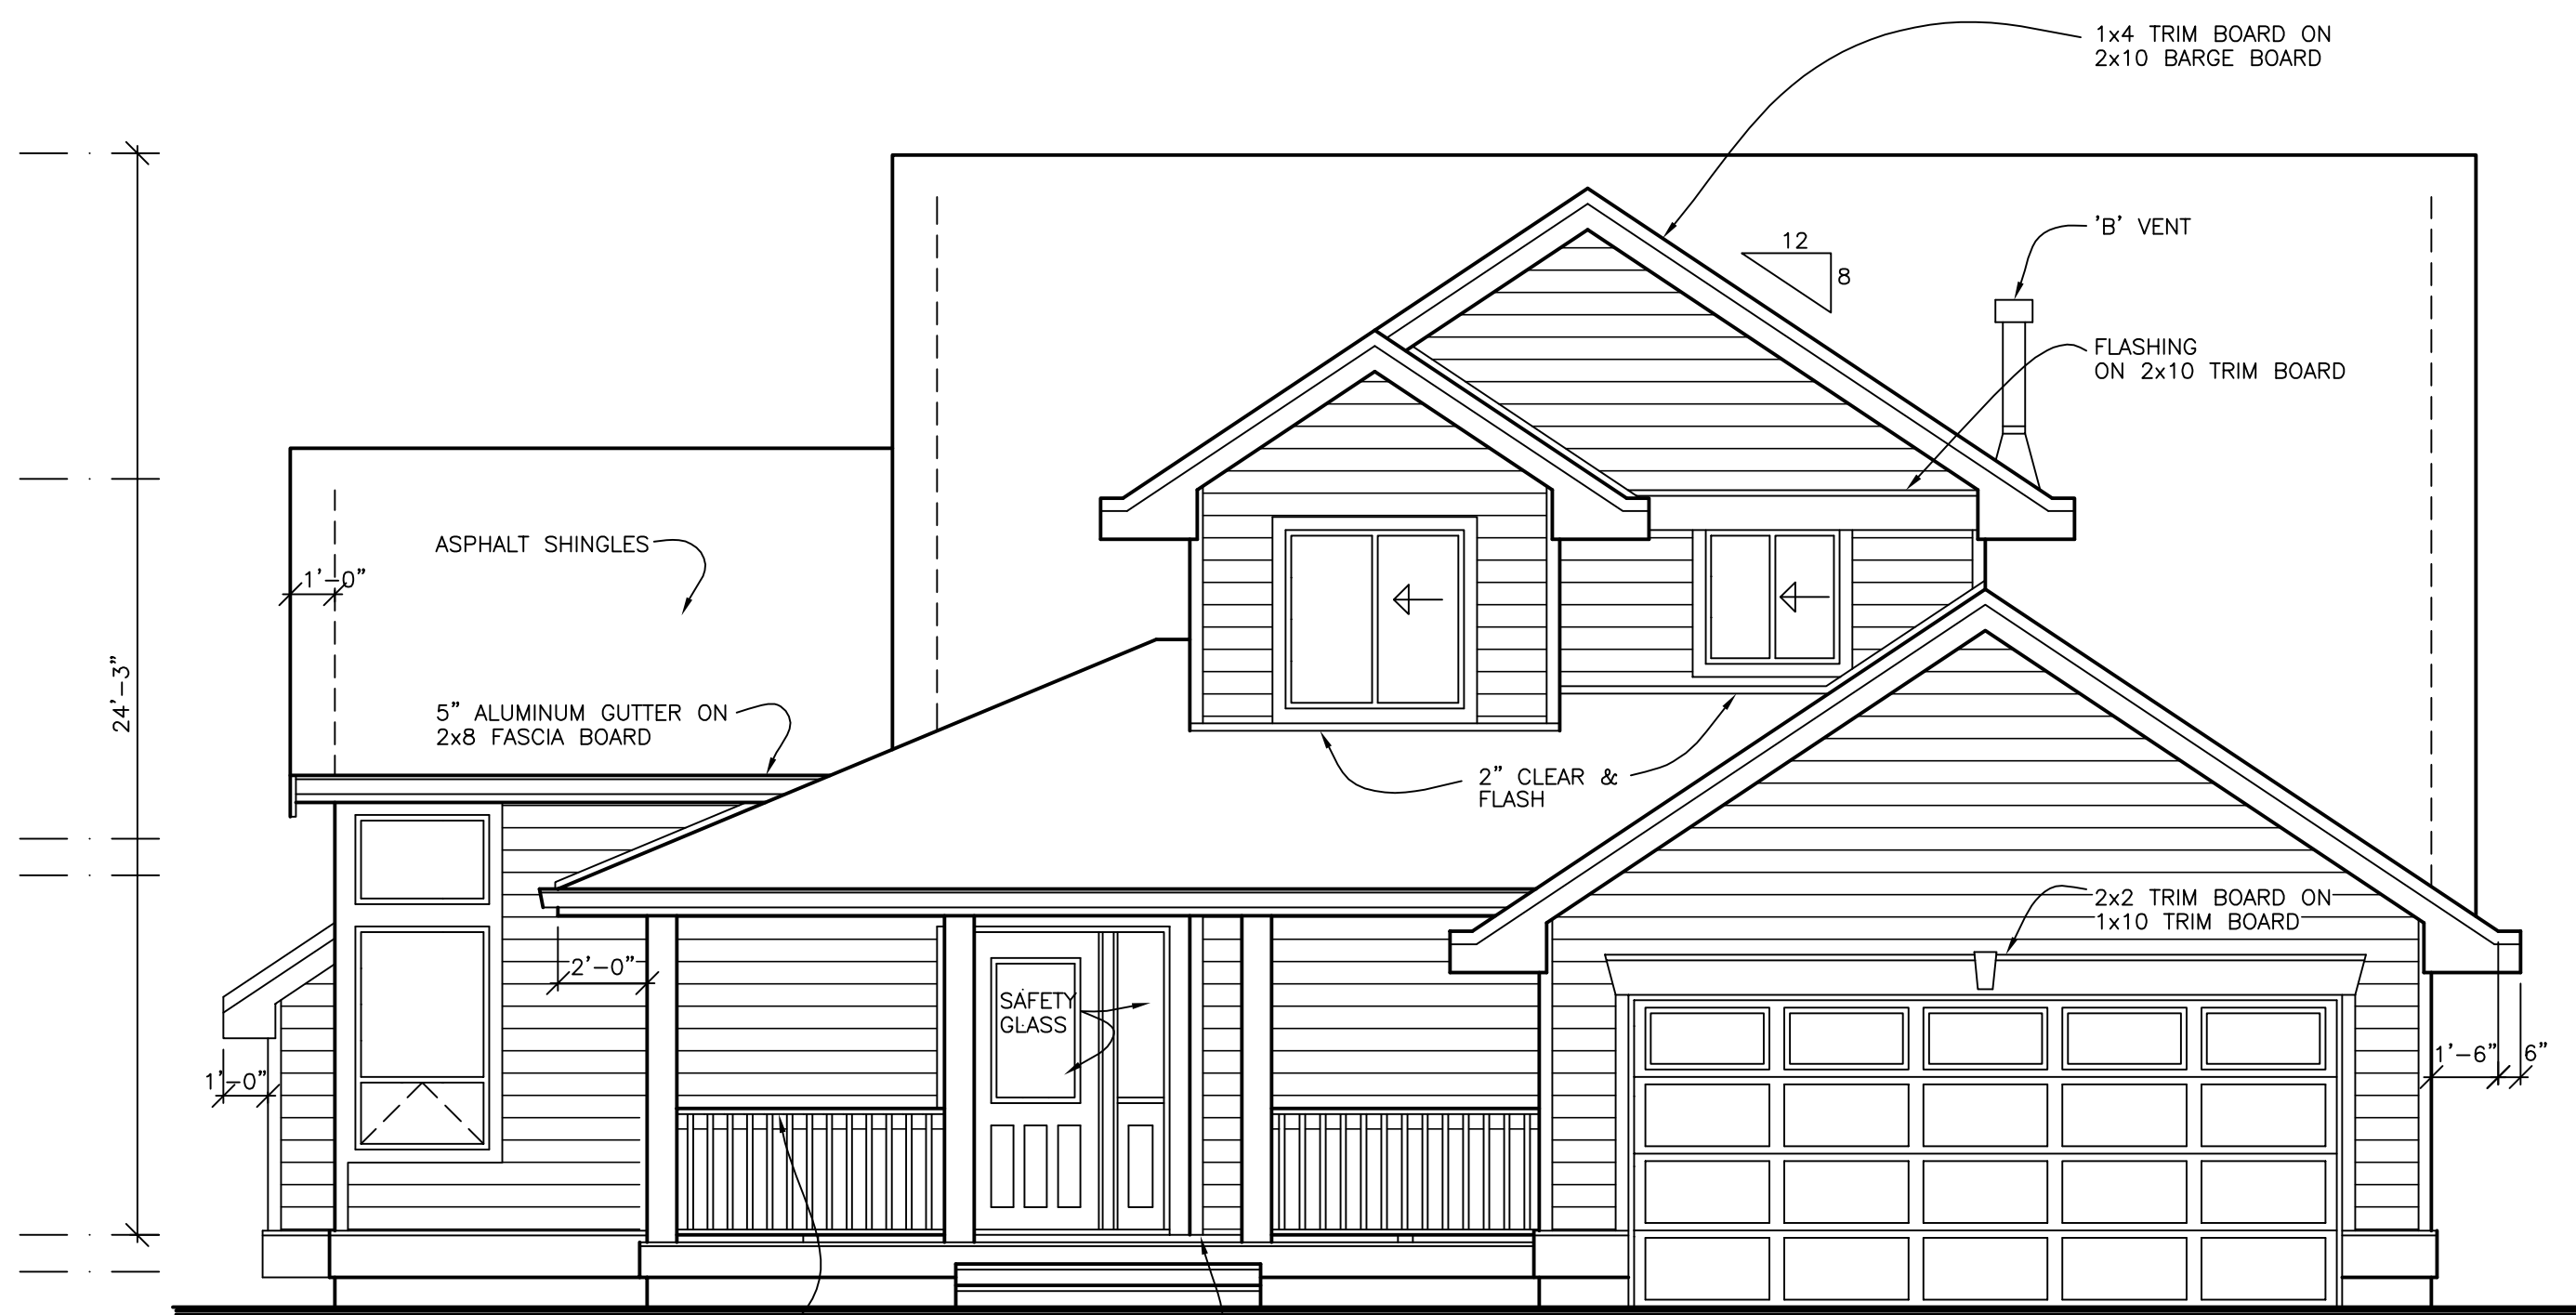 1x4 TRIM BOARD ON
2x10 BARGE BOARD
'B' VENT
12
8
FLASHING
ON 2x10 TRIM BOARD
ASPHALT SHINGLES
1'-0"
24'-3"
5" ALUMINUM GUTTER ON
2x8 FASCIA BOARD
2" CLEAR &
FLASH
2x2 TRIM BOARD ON
1x10 TRIM BOARD
2'-0"
SAFETY
GLASS
1'-0"
1'-6"
6"